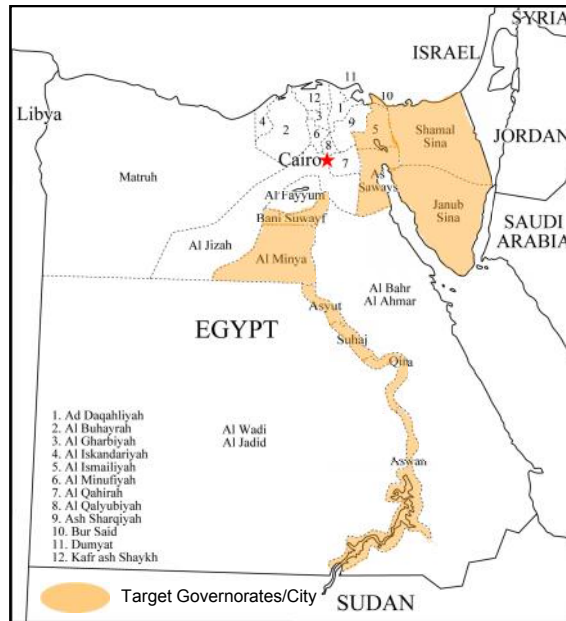 SYRIA
ISRAEL
Libya
JORDAN
SAUDI
ARABIA
11
10
12
1
4
3
9
2
5
6
8
7
Shamal
Sina
Cairo
As
Saways
Matruh
Al Fayyum
Janub
Sina
Bani Suwayf
Al Jizah
Al Minya
Al Bahr
Al Ahmar
Asyut
EGYPT
Suhaj
Qira
Al Wadi
Al Jadid
Aswan
1. Ad Daqahliyah
2. Al Buhayrah
3. Al Gharbiyah
4. Al Iskandariyah
5. Al Ismailiyah
6. Al Minufiyah
7. Al Qahirah
8. Al Qalyubiyah
9. Ash Sharqiyah
10. Bur Said
11. Dumyat
12. Kafr ash Shaykh
Target Governorates/City
SUDAN